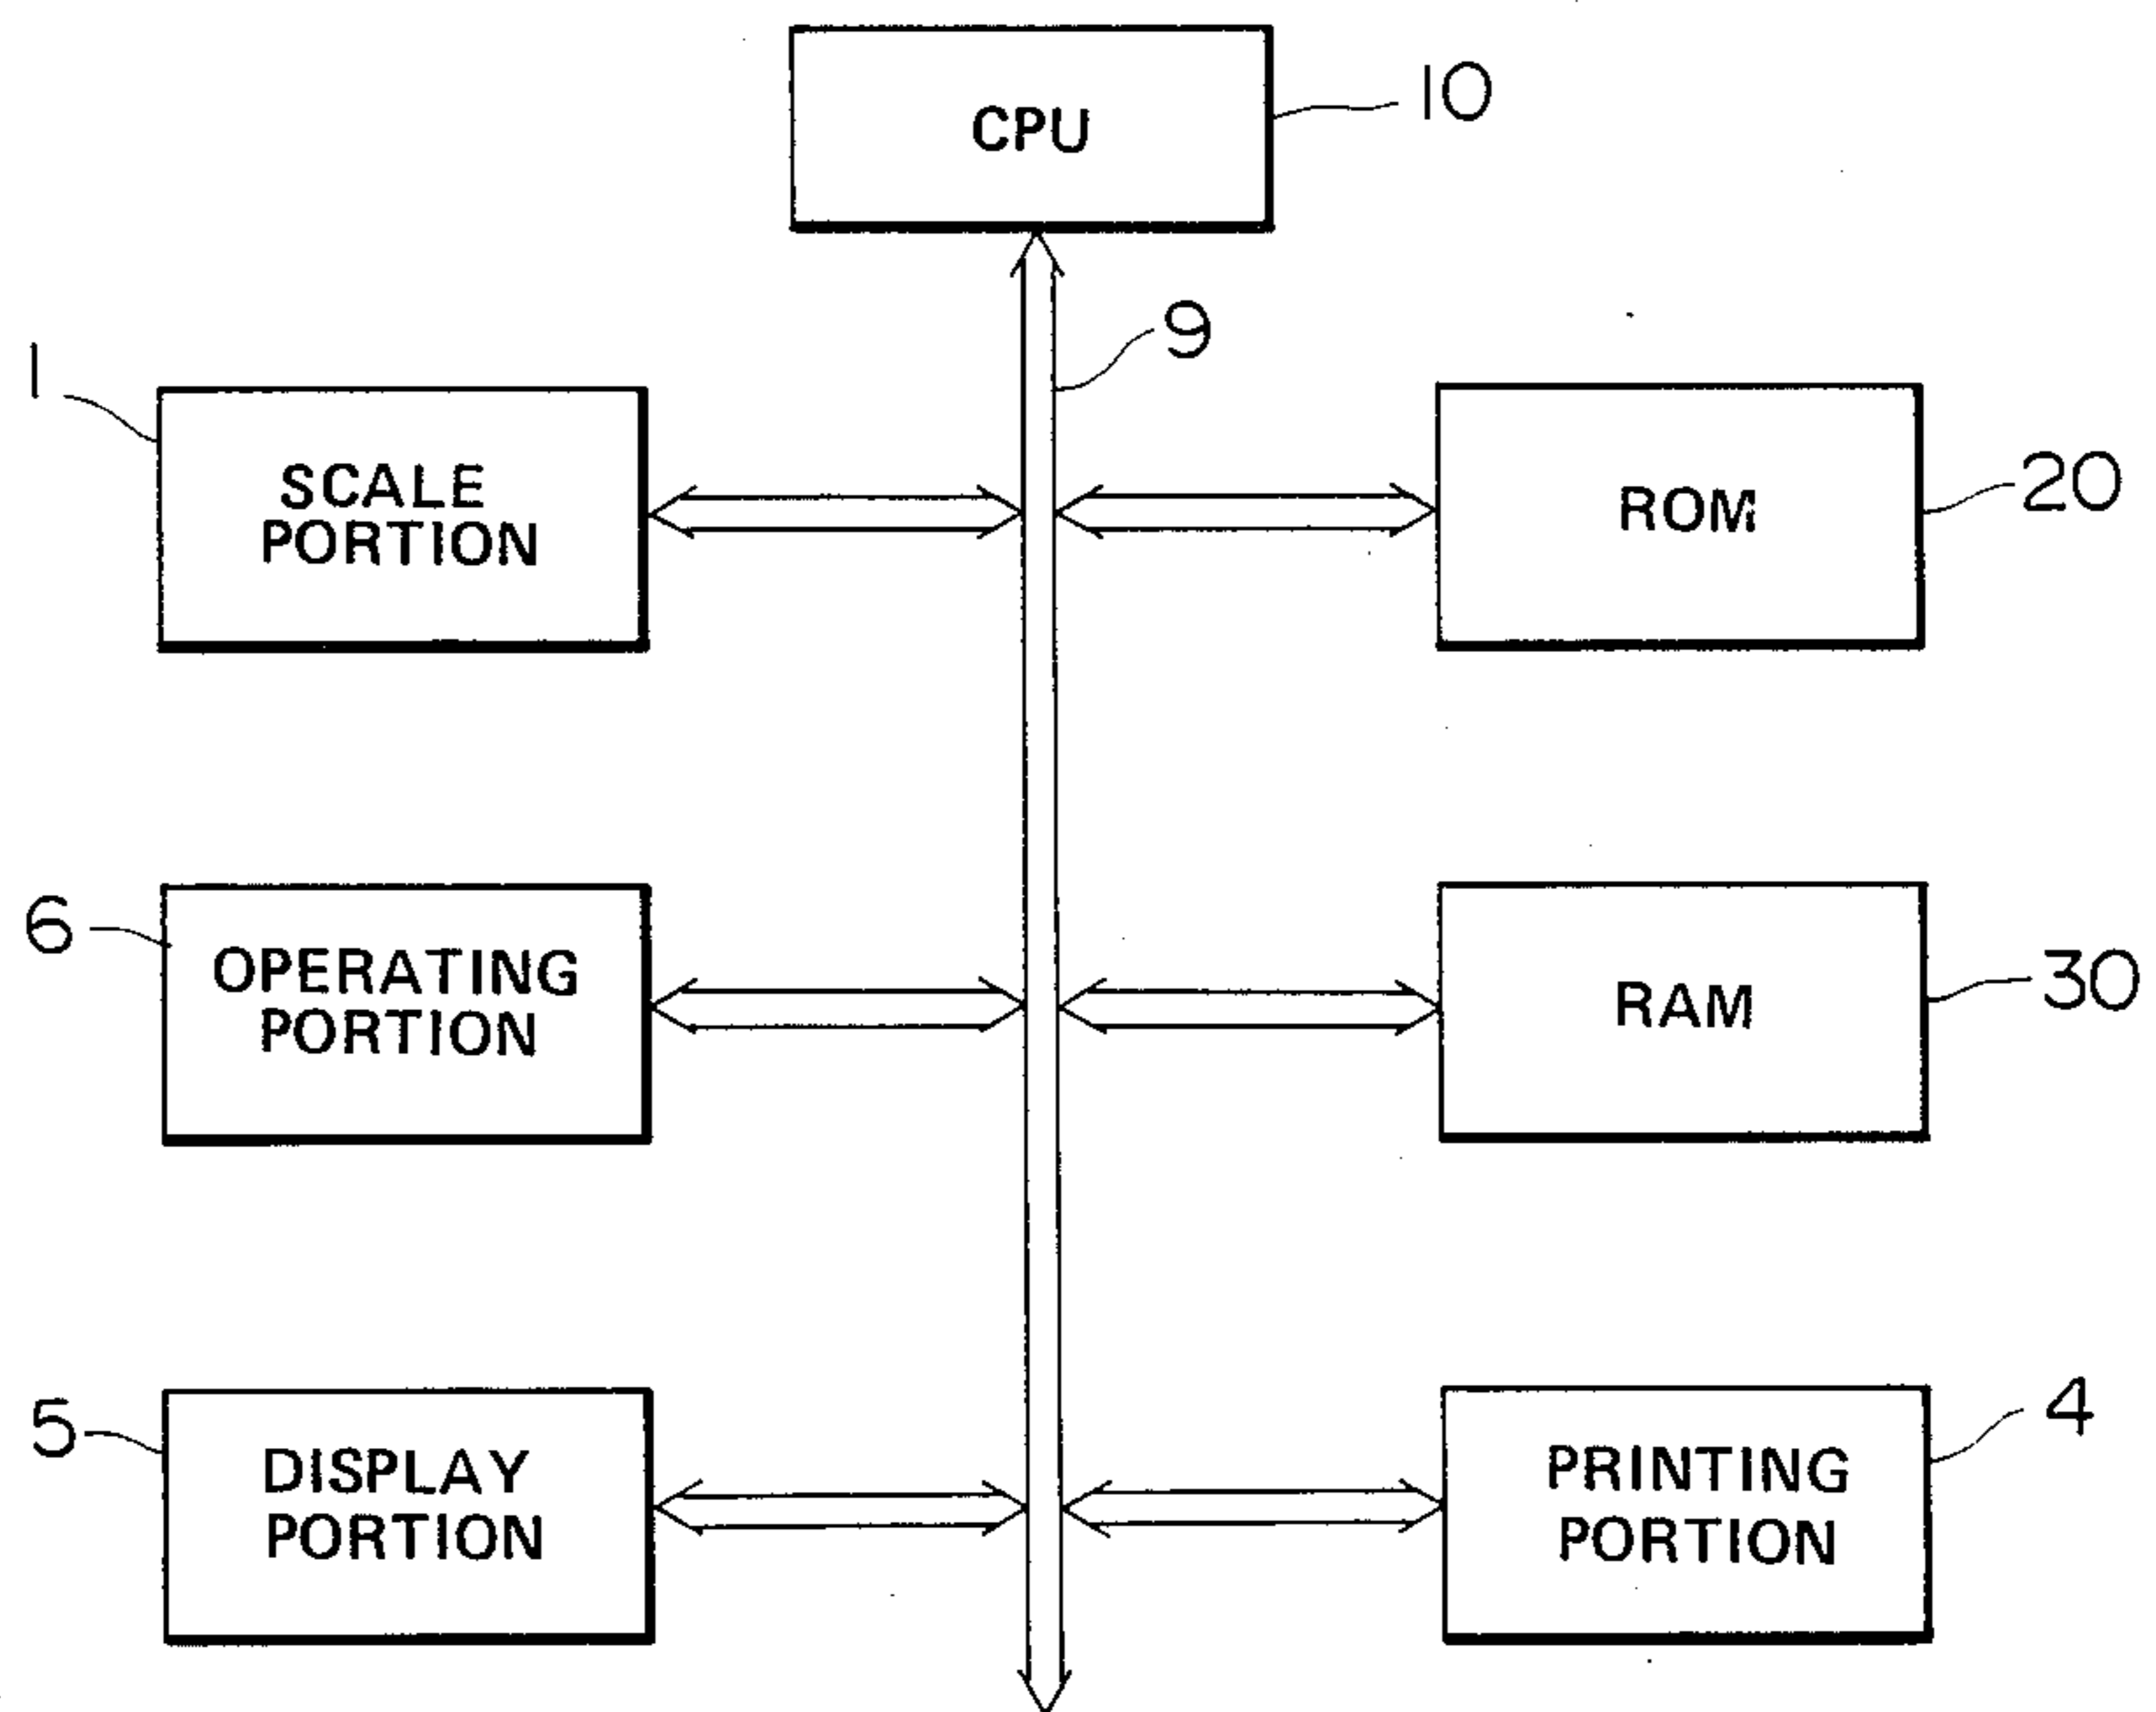 CPU
10
9
1
SCALE
PORTION
ROM
20
6
OPERATING
PORTION
RAM
30
5
DISPLAY
PORTION
PRINTING
PORTION
4